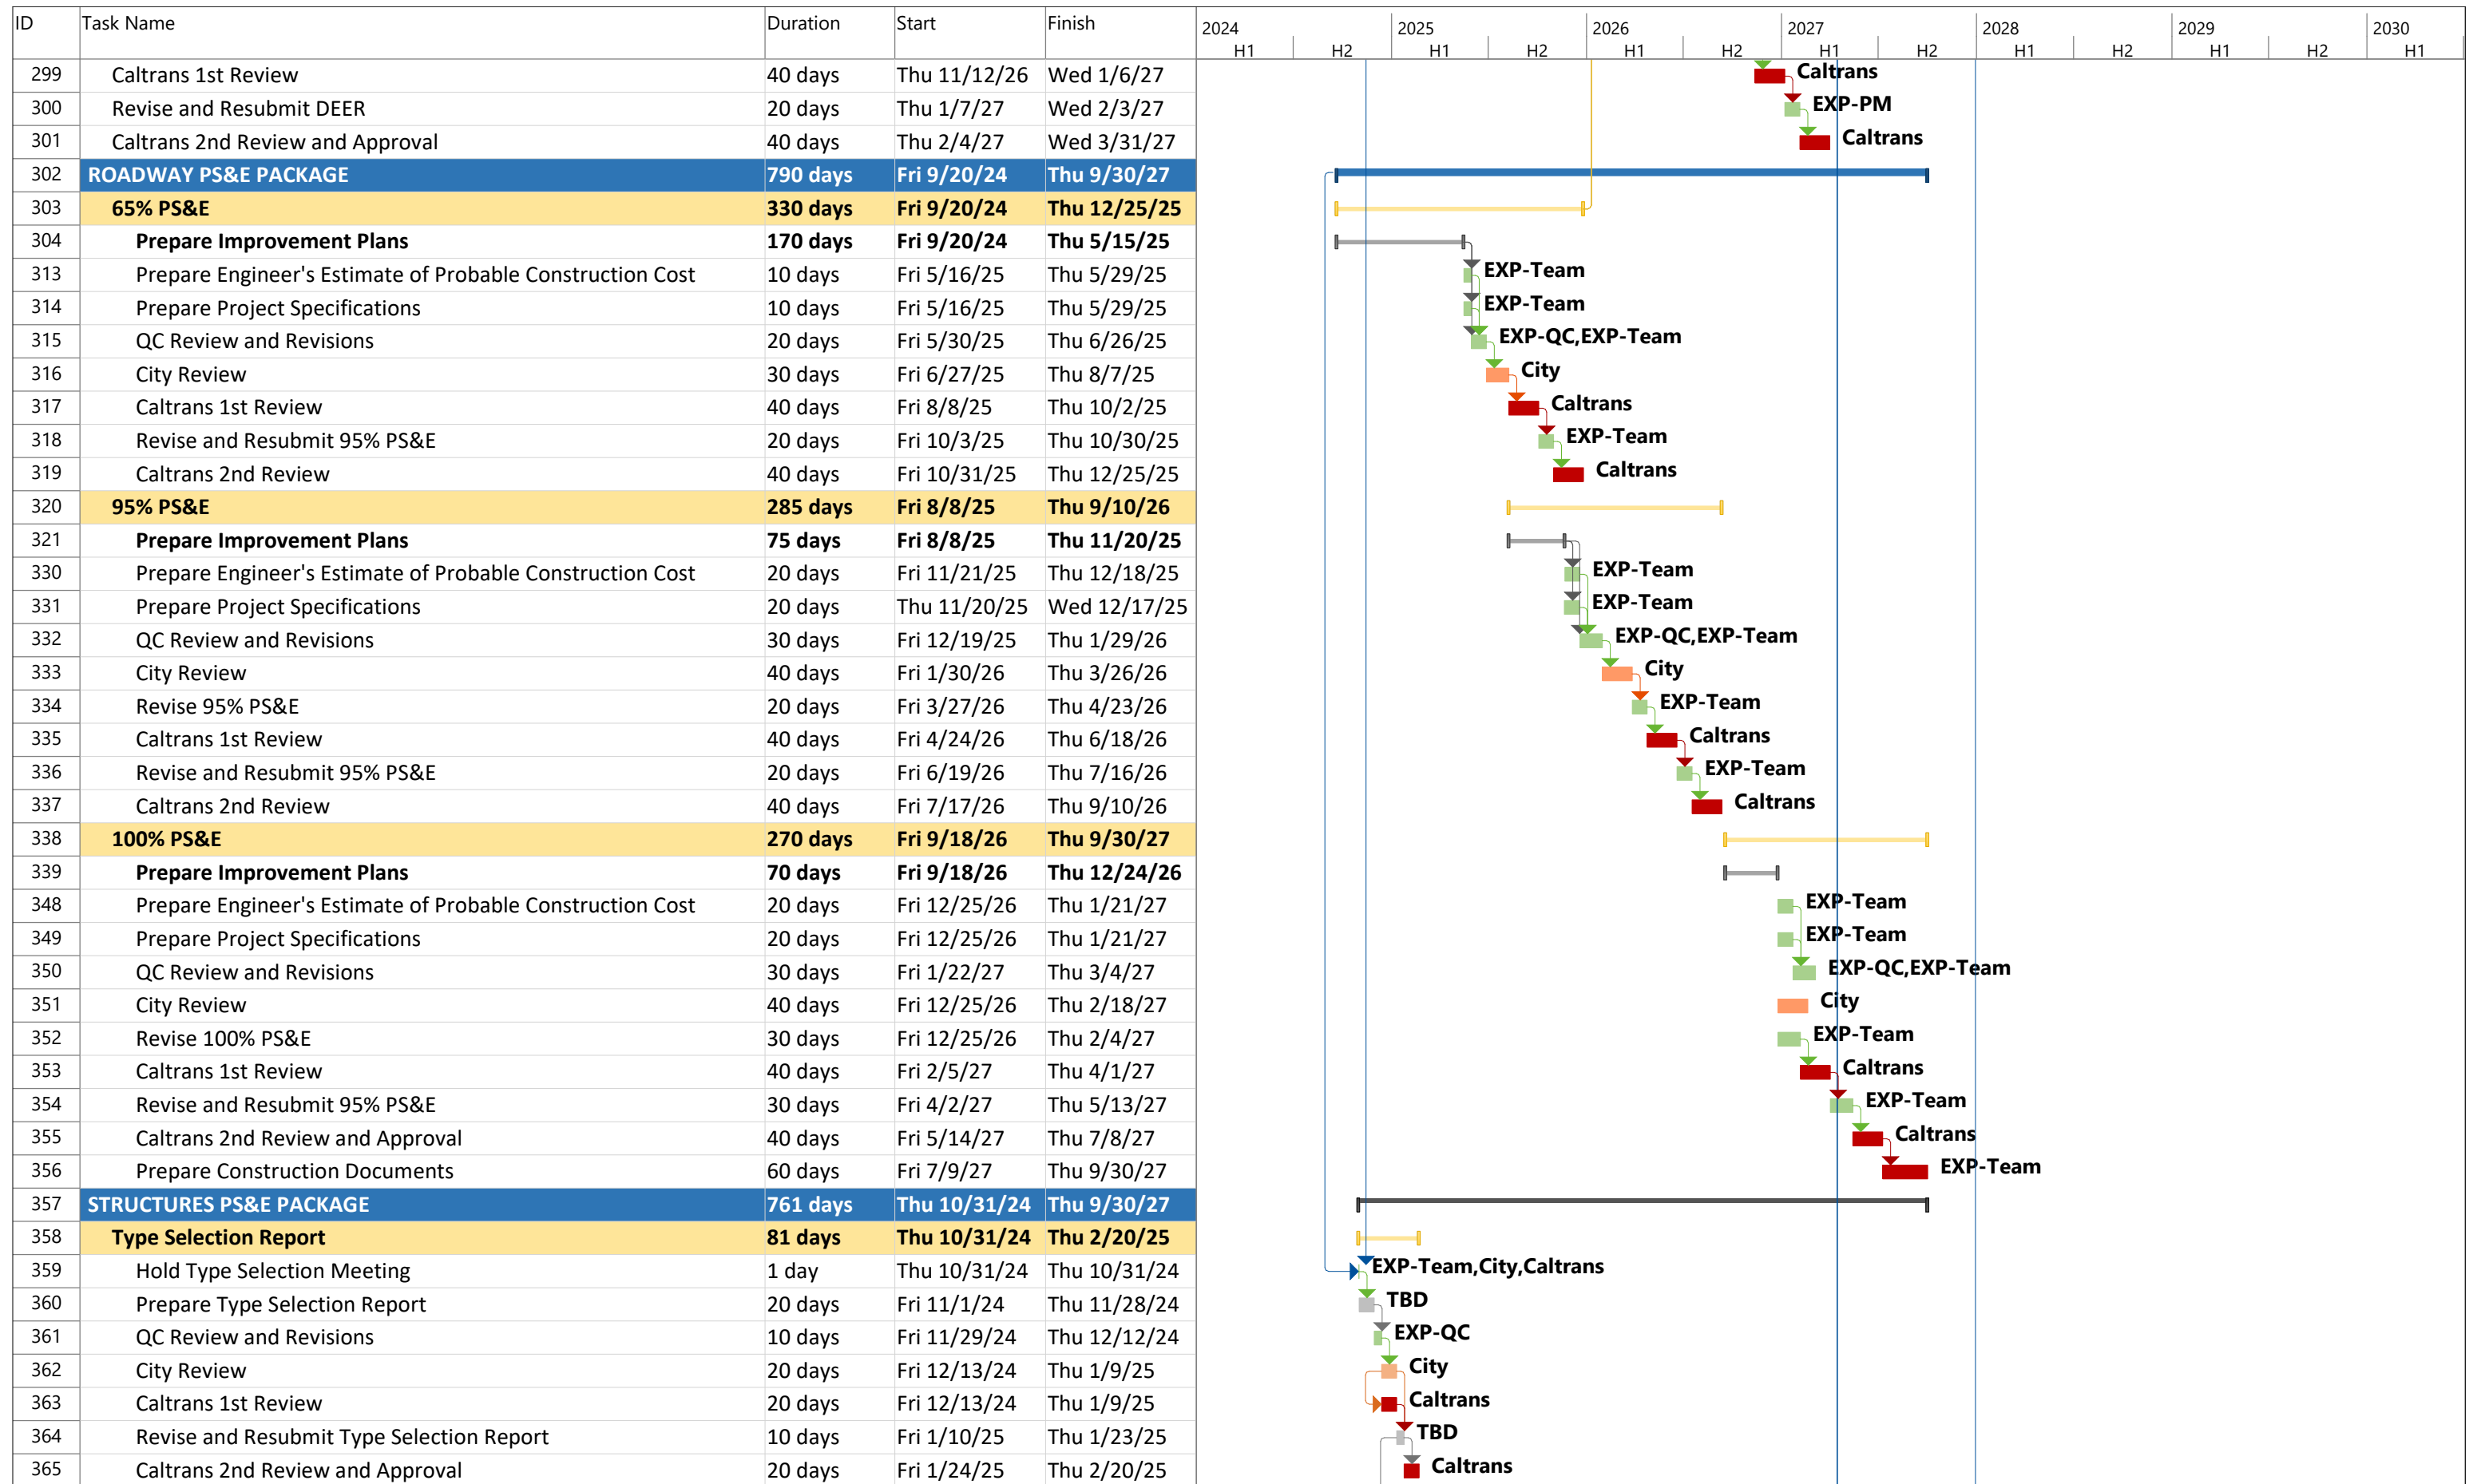 ID Task Name Duration Start Finish 2024 2025 2026 2027 2028 2029 2030
H1 H2 H1 H2 H1 H2 H1 H2 H1 H2 H1 H2 H1
299 Caltrans 1st Review 40 days Thu 11/12/26 Wed 1/6/27 Caltrans
300 Revise and Resubmit DEER 20 days Thu 1/7/27 Wed 2/3/27 EXP-PM
301 Caltrans 2nd Review and Approval 40 days Thu 2/4/27 Wed 3/31/27 Caltrans
302 ROADWAY PS&E PACKAGE 790 days Fri 9/20/24 Thu 9/30/27
303 65% PS&E 330 days Fri 9/20/24 Thu 12/25/25
304 Prepare Improvement Plans 170 days Fri 9/20/24 Thu 5/15/25
313 Prepare Engineer's Estimate of Probable Construction Cost 10 days Fri 5/16/25 Thu 5/29/25 EXP-Team
314 Prepare Project Specifications 10 days Fri 5/16/25 Thu 5/29/25 EXP-Team
315 QC Review and Revisions 20 days Fri 5/30/25 Thu 6/26/25 EXP-QC,EXP-Team
316 City Review 30 days Fri 6/27/25 Thu 8/7/25 City
317 Caltrans 1st Review 40 days Fri 8/8/25 Thu 10/2/25 Caltrans
318 Revise and Resubmit 95% PS&E 20 days Fri 10/3/25 Thu 10/30/25 EXP-Team
319 Caltrans 2nd Review 40 days Fri 10/31/25 Thu 12/25/25 Caltrans
320 95% PS&E 285 days Fri 8/8/25 Thu 9/10/26
321 Prepare Improvement Plans 75 days Fri 8/8/25 Thu 11/20/25
330 Prepare Engineer's Estimate of Probable Construction Cost 20 days Fri 11/21/25 Thu 12/18/25 EXP-Team
331 Prepare Project Specifications 20 days Thu 11/20/25 Wed 12/17/25 EXP-Team
332 QC Review and Revisions 30 days Fri 12/19/25 Thu 1/29/26 EXP-QC,EXP-Team
333 City Review 40 days Fri 1/30/26 Thu 3/26/26 City
334 Revise 95% PS&E 20 days Fri 3/27/26 Thu 4/23/26 EXP-Team
335 Caltrans 1st Review 40 days Fri 4/24/26 Thu 6/18/26 Caltrans
336 Revise and Resubmit 95% PS&E 20 days Fri 6/19/26 Thu 7/16/26 EXP-Team
337 Caltrans 2nd Review 40 days Fri 7/17/26 Thu 9/10/26 Caltrans
338 100% PS&E 270 days Fri 9/18/26 Thu 9/30/27
339 Prepare Improvement Plans 70 days Fri 9/18/26 Thu 12/24/26
348 Prepare Engineer's Estimate of Probable Construction Cost 20 days Fri 12/25/26 Thu 1/21/27 EXP-Team
349 Prepare Project Specifications 20 days Fri 12/25/26 Thu 1/21/27 EXP-Team
350 QC Review and Revisions 30 days Fri 1/22/27 Thu 3/4/27 EXP-QC,EXP-Team
351 City Review 40 days Fri 12/25/26 Thu 2/18/27 City
352 Revise 100% PS&E 30 days Fri 12/25/26 Thu 2/4/27 EXP-Team
353 Caltrans 1st Review 40 days Fri 2/5/27 Thu 4/1/27 Caltrans
354 Revise and Resubmit 95% PS&E 30 days Fri 4/2/27 Thu 5/13/27 EXP-Team
355 Caltrans 2nd Review and Approval 40 days Fri 5/14/27 Thu 7/8/27 Caltrans
356 Prepare Construction Documents 60 days Fri 7/9/27 Thu 9/30/27 EXP-Team
357 STRUCTURES PS&E PACKAGE 761 days Thu 10/31/24 Thu 9/30/27
358 Type Selection Report 81 days Thu 10/31/24 Thu 2/20/25
359 Hold Type Selection Meeting 1 day Thu 10/31/24 Thu 10/31/24 EXP-Team,City,Caltrans
360 Prepare Type Selection Report 20 days Fri 11/1/24 Thu 11/28/24 TBD
361 QC Review and Revisions 10 days Fri 11/29/24 Thu 12/12/24 EXP-QC
362 City Review 20 days Fri 12/13/24 Thu 1/9/25 City
363 Caltrans 1st Review 20 days Fri 12/13/24 Thu 1/9/25 Caltrans
364 Revise and Resubmit Type Selection Report 10 days Fri 1/10/25 Thu 1/23/25 TBD
365 Caltrans 2nd Review and Approval 20 days Fri 1/24/25 Thu 2/20/25 Caltrans